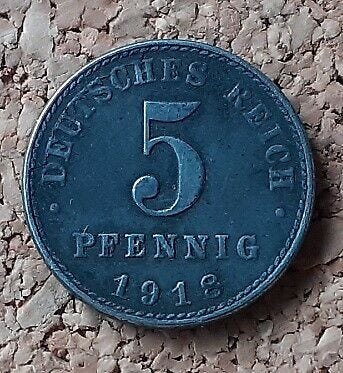 · DEUTSCHES REICH ·
5
PFENNIG
1918